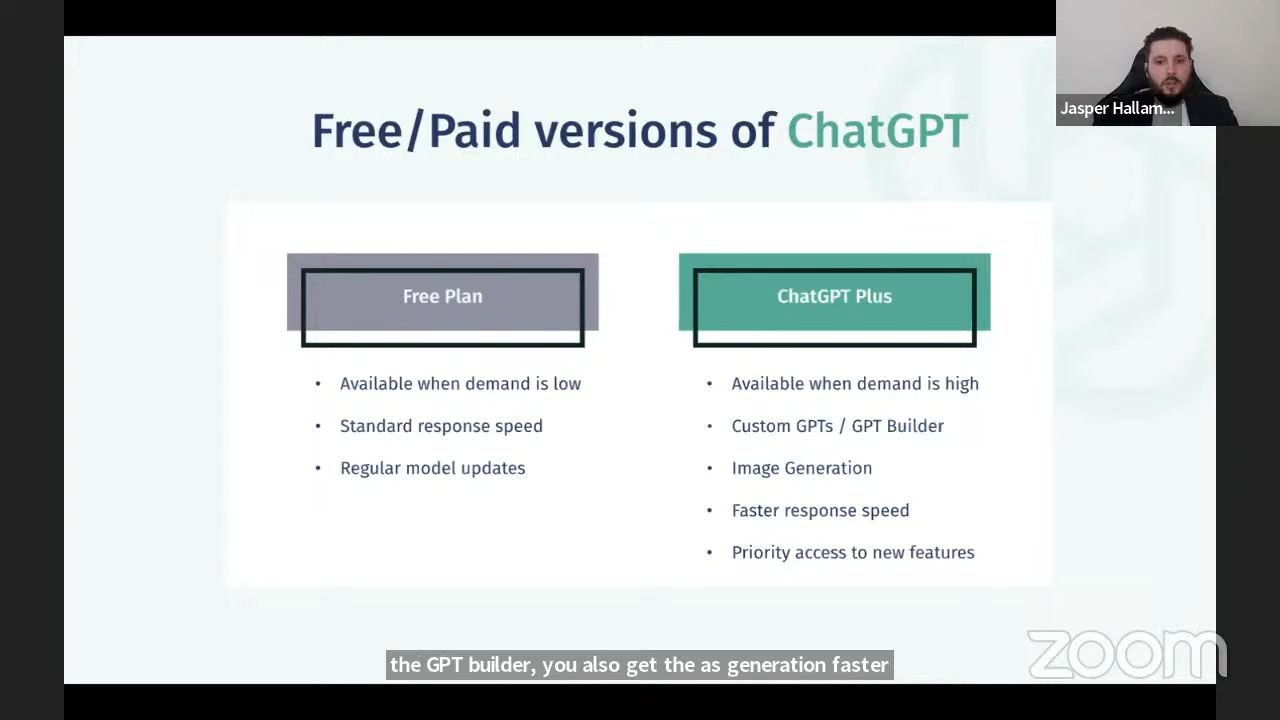 Jasper Hallam...
Free/Paid versions of ChatGPT
Free Plan
• Available when demand is low
• Standard response speed
• Regular model updates
ChatGPT Plus
• Available when demand is high
• Custom GPTs / GPT Builder
• Image Generation
• Faster response speed
• Priority access to new features
the GPT builder, you also get the as generation faster
zoom